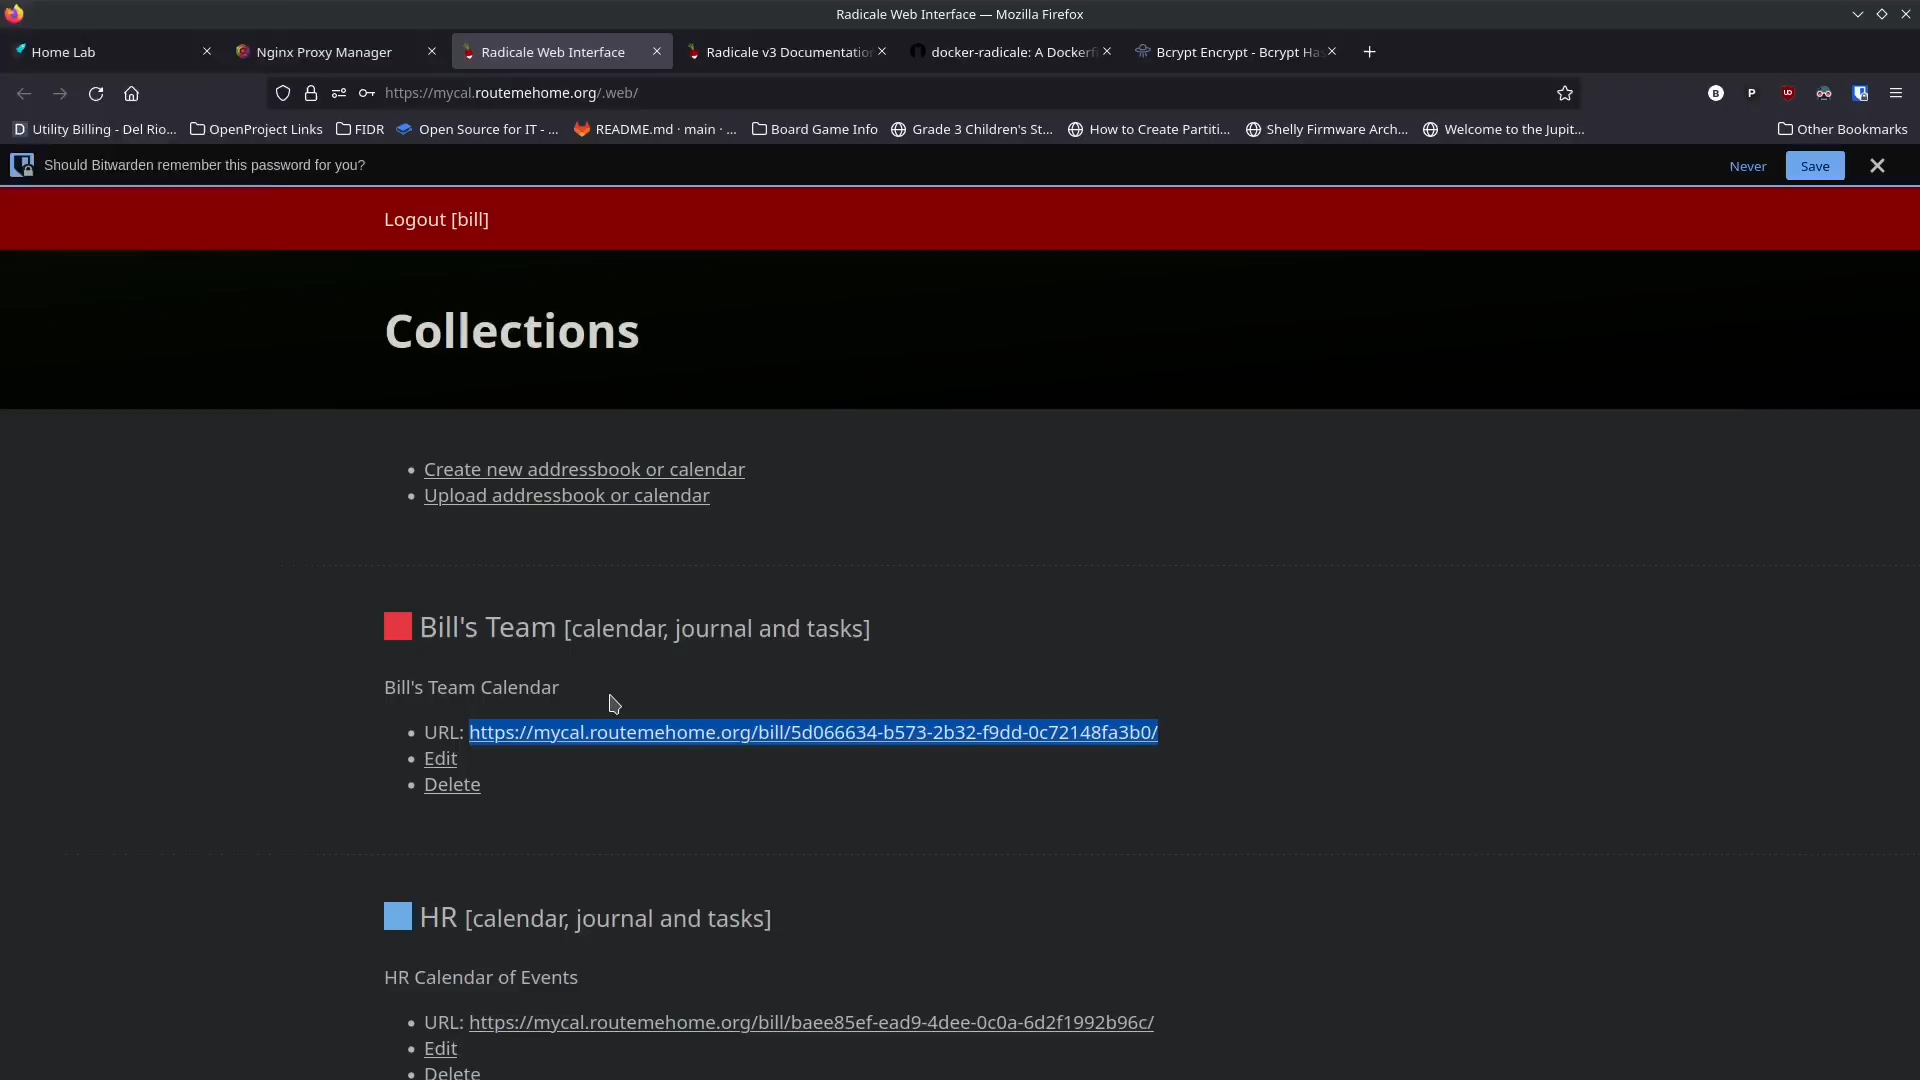 Radicale Web Interface — Mozilla Firefox
Home Lab
Nginx Proxy Manager
Radicale Web Interface
Radicale v3 Documentatio
docker-radicale: A Dockerf
Bcrypt Encrypt - Bcrypt Has
https://mycal.routemehome.org/.web/
Utility Billing - Del Rio...
OpenProject Links
FIDR
Open Source for IT - ...
README.md · main · ...
Board Game Info
Grade 3 Children's St...
How to Create Partiti...
Shelly Firmware Arch...
Welcome to the Jupit...
Other Bookmarks
Should Bitwarden remember this password for you?
Never
Save
Logout [bill]
Collections
Create new addressbook or calendar
Upload addressbook or calendar
Bill's Team [calendar, journal and tasks]
Bill's Team Calendar
URL: https://mycal.routemehome.org/bill/5d066634-b573-2b32-f9dd-0c72148fa3b0/
Edit
Delete
HR [calendar, journal and tasks]
HR Calendar of Events
URL: https://mycal.routemehome.org/bill/baee85ef-ead9-4dee-0c0a-6d2f1992b96c/
Edit
Delete